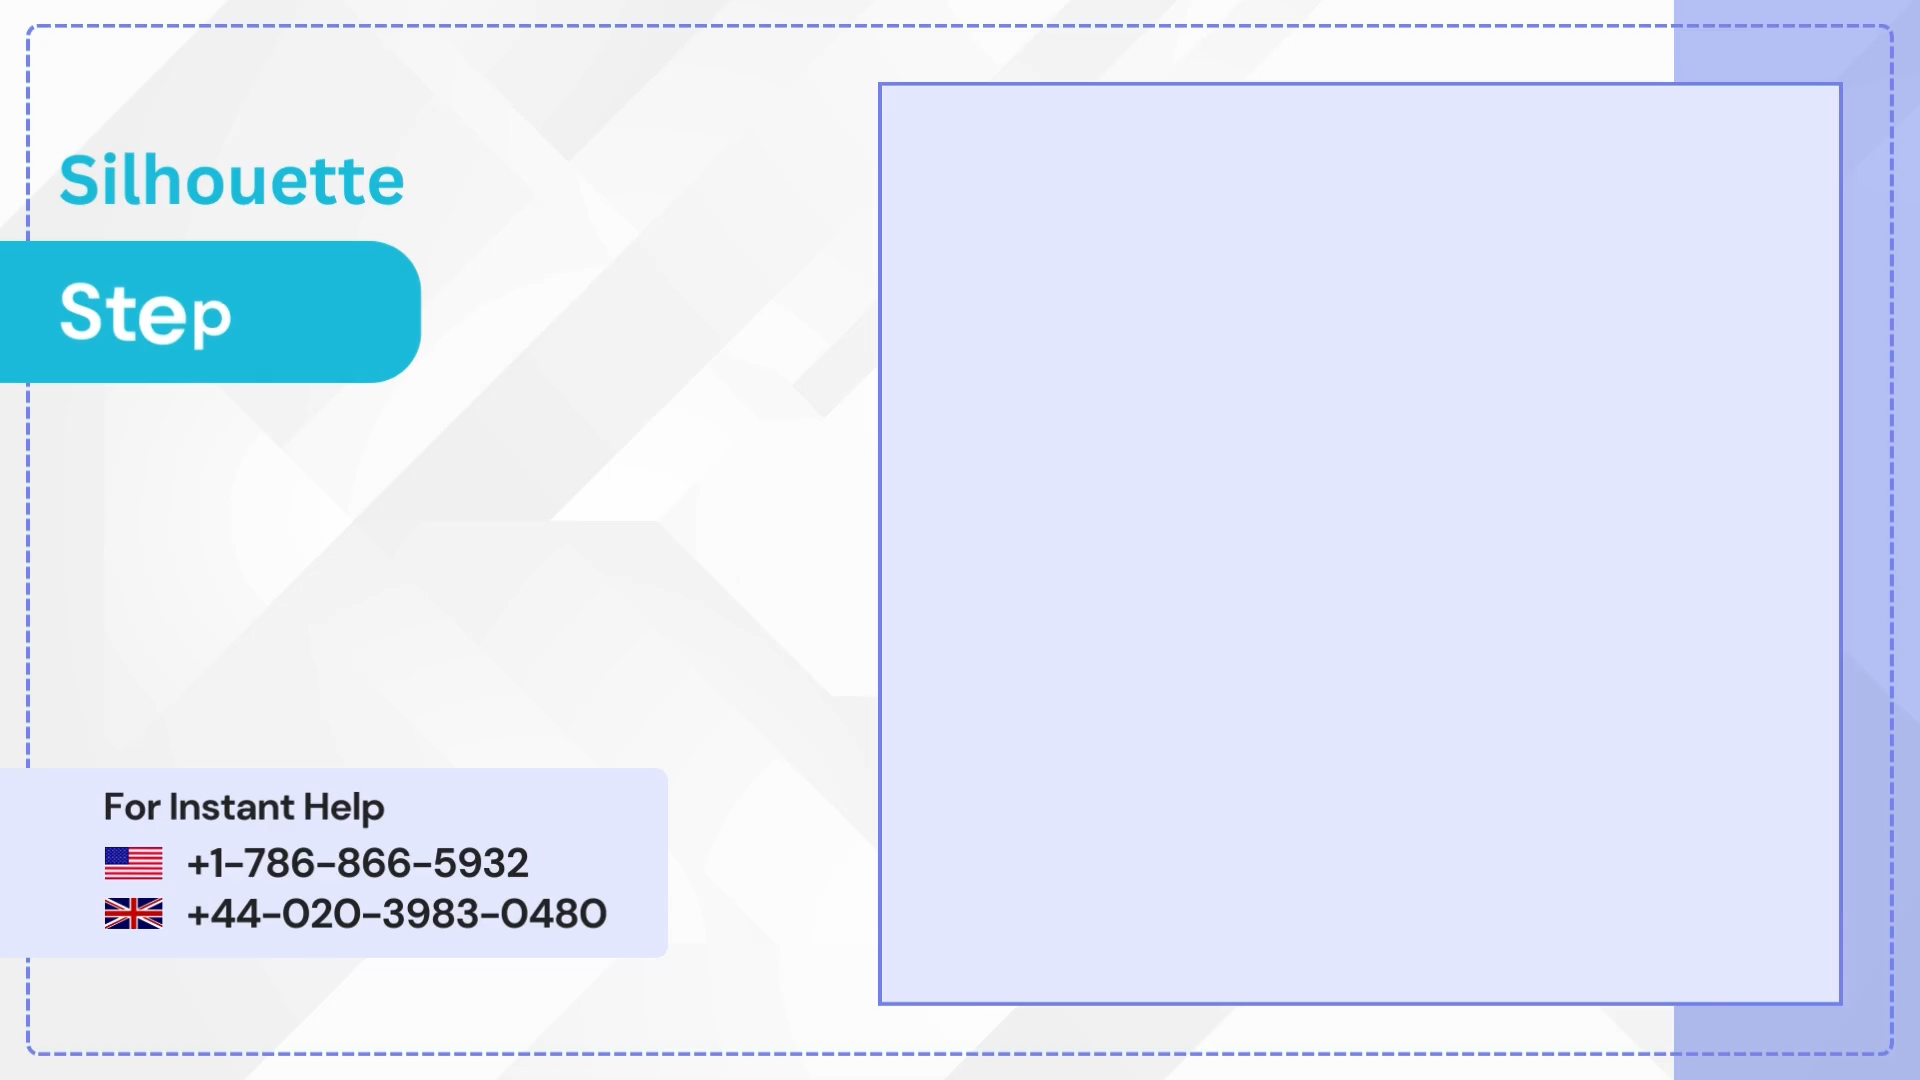 Silhouette
Step
For Instant Help
+1-786-866-5932
+44-020-3983-0480